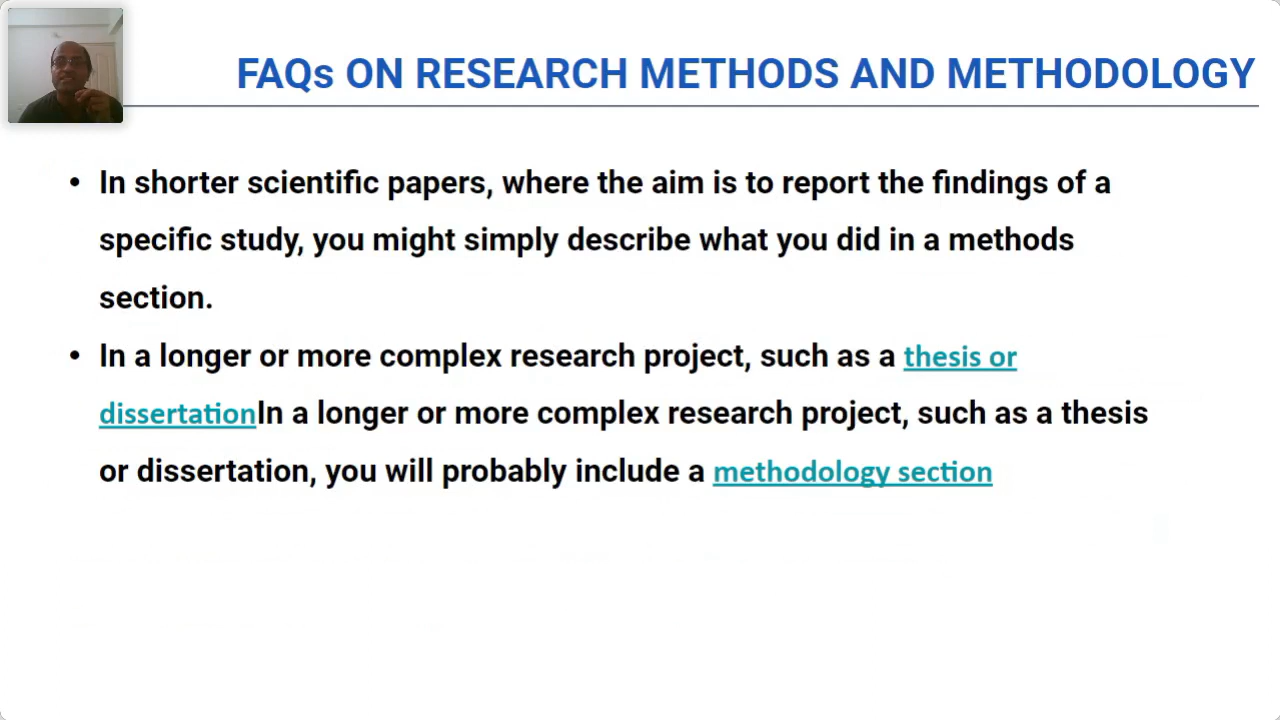 FAQs ON RESEARCH METHODS AND METHODOLOGY
• In shorter scientific papers, where the aim is to report the findings of a
specific study, you might simply describe what you did in a methods
section.
• In a longer or more complex research project, such as a thesis or
dissertationIn a longer or more complex research project, such as a thesis
or dissertation, you will probably include a methodology section